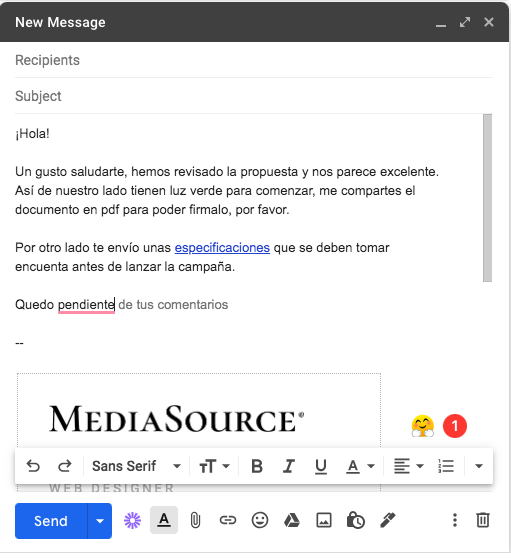 New Message
Recipients
Subject
¡Hola!
Un gusto saludarte, hemos revisado la propuesta y nos parece excelente.
Así de nuestro lado tienen luz verde para comenzar, me compartes el
documento en pdf para poder firmalo, por favor.
Por otro lado te envío unas especificaciones que se deben tomar
encuenta antes de lanzar la campaña.
Quedo pendiente de tus comentarios
--
MEDIASOURCE®
1
Sans Serif
WEB DESIGNER
Send